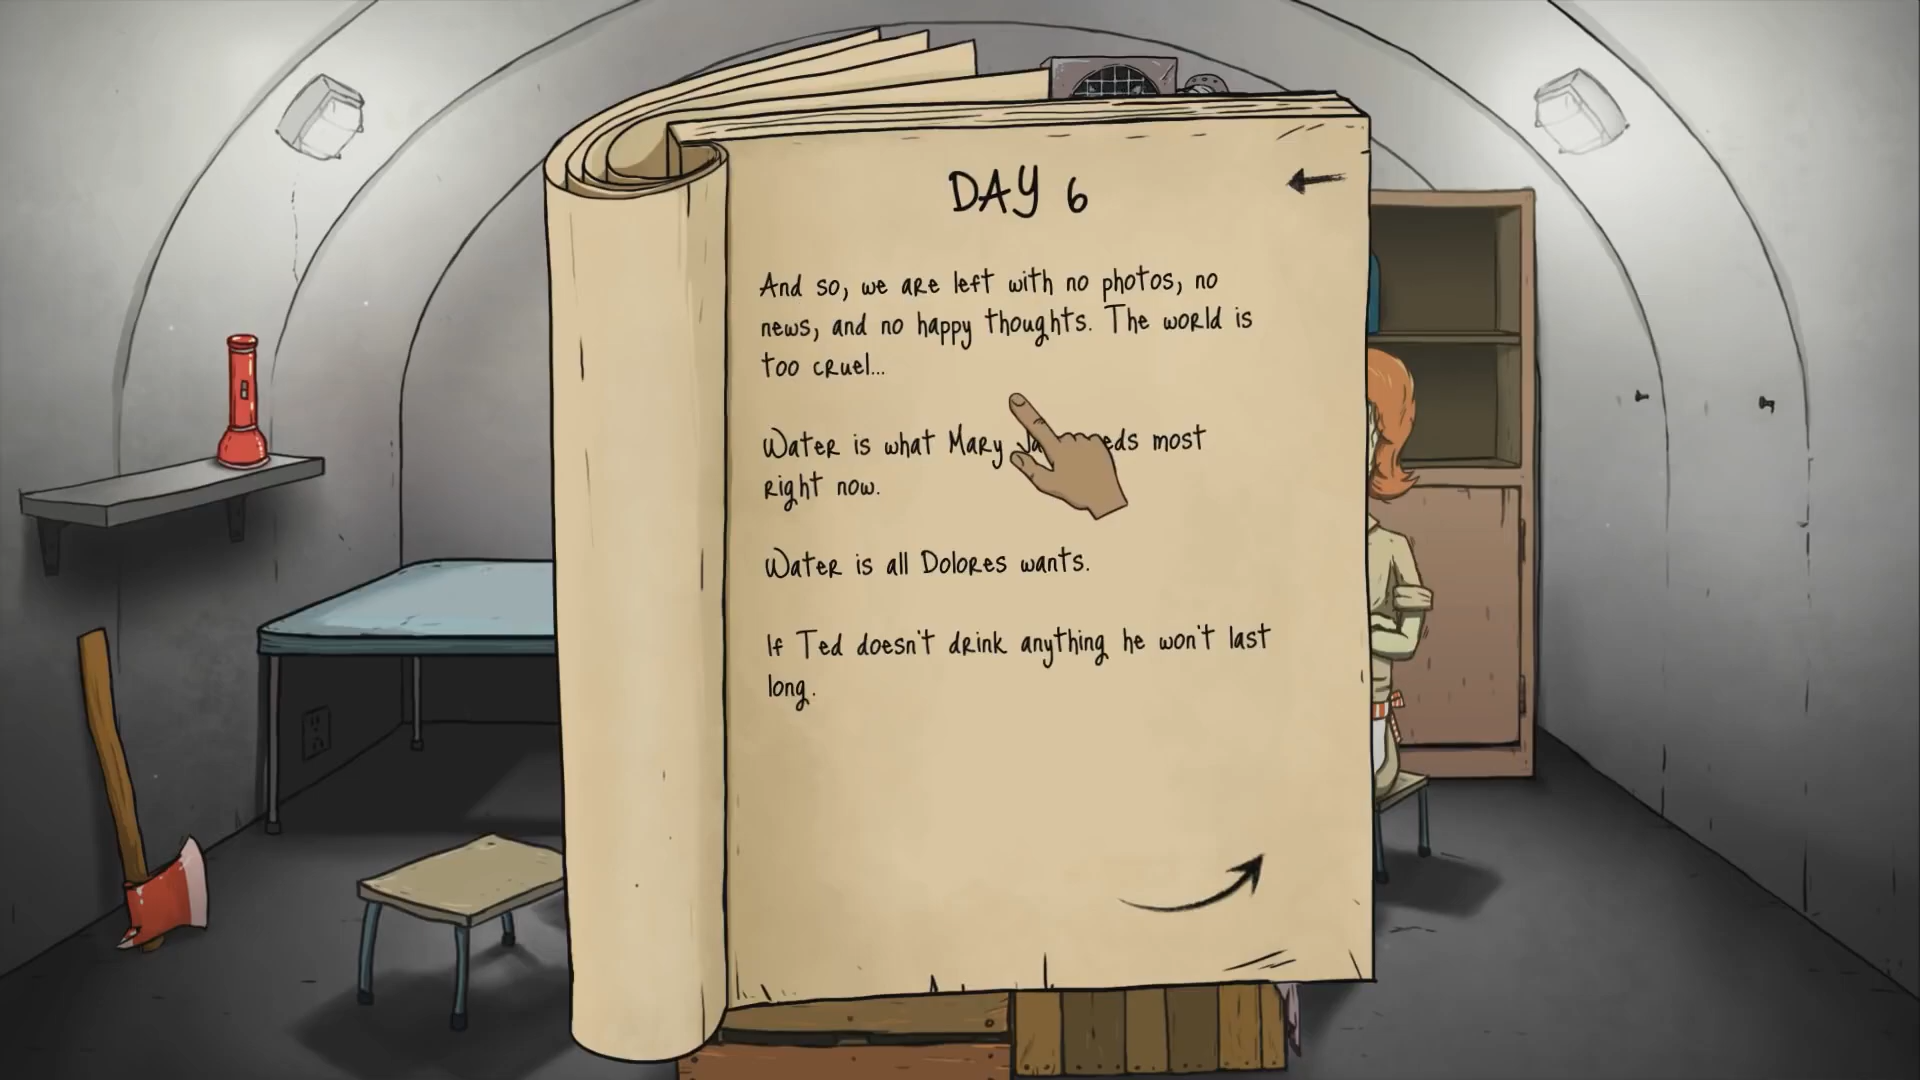 DAY 6
And so, we are left with no photos, no
news, and no happy thoughts. The world is
too cruel...
Water is what Mary most
right now.
Water is all Dolores wants.
If Ted doesn't drink anything he won't last
long.